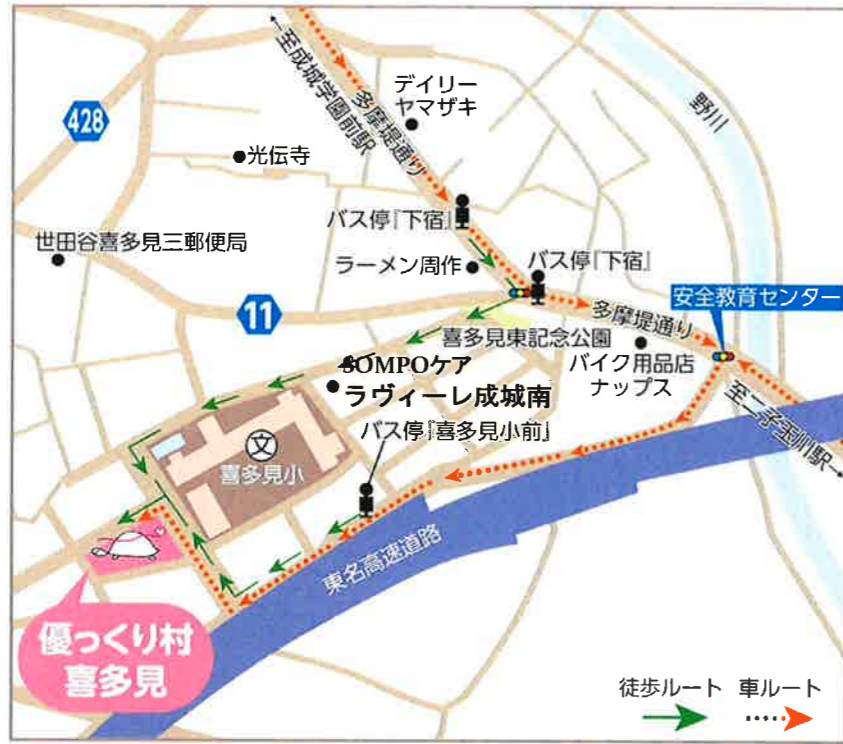 ←至成城学園前駅
多摩堤通り
デイリー
ヤマザキ
野川
428
光伝寺
バス停『下宿』
世田谷喜多見三郵便局
ラーメン周作
バス停『下宿』
安全教育センター
11
多摩堤通り
喜多見東記念公園
SOMPOケア
ラヴィーレ成城南
バイク用品店
ナップス
至二子玉川駅→
バス停『喜多見小前』
文
喜多見小
東名高速道路
優っくり村
喜多見
徒歩ルート 車ルート